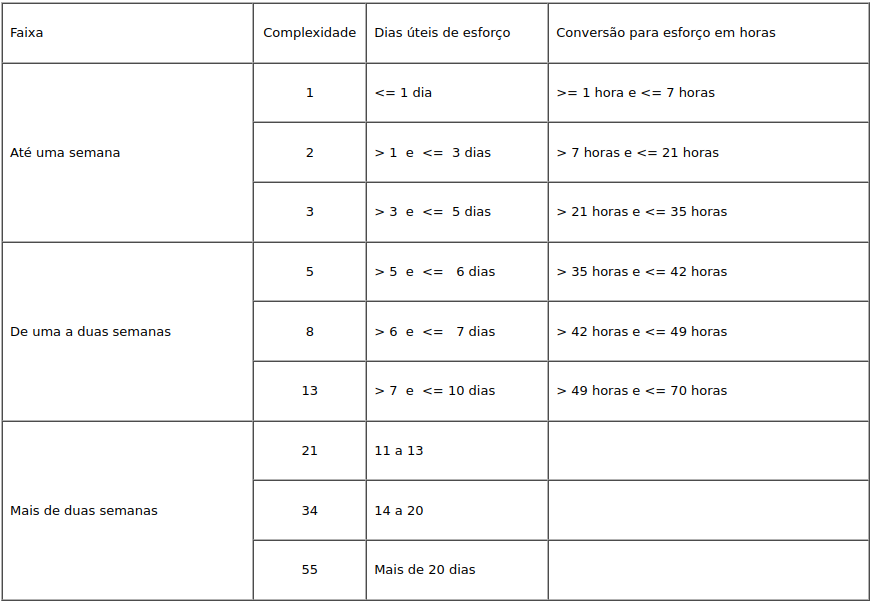 Faixa Complexidade Dias úteis de esforço Conversão para esforço em horas
1 <= 1 dia >= 1 hora e <= 7 horas
Até uma semana 2 > 1 e <= 3 dias > 7 horas e <= 21 horas
3 > 3 e <= 5 dias > 21 horas e <= 35 horas
5 > 5 e <= 6 dias > 35 horas e <= 42 horas
De uma a duas semanas 8 > 6 e <= 7 dias > 42 horas e <= 49 horas
13 > 7 e <= 10 dias > 49 horas e <= 70 horas
21 11 a 13
Mais de duas semanas 34 14 a 20
55 Mais de 20 dias